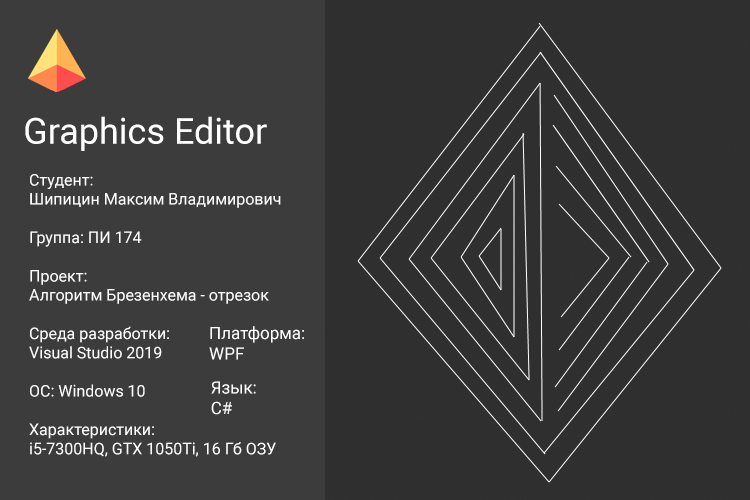 Graphics Editor
Студент:
Шипицин Максим Владимирович
Группа: ПИ 174
Проект:
Алгоритм Брезенхема - отрезок
Среда разработки:
Visual Studio 2019
Платформа:
WPF
ОС: Windows 10
Язык:
C#
Характеристики:
i5-7300HQ, GTX 1050Ti, 16 Гб ОЗУ